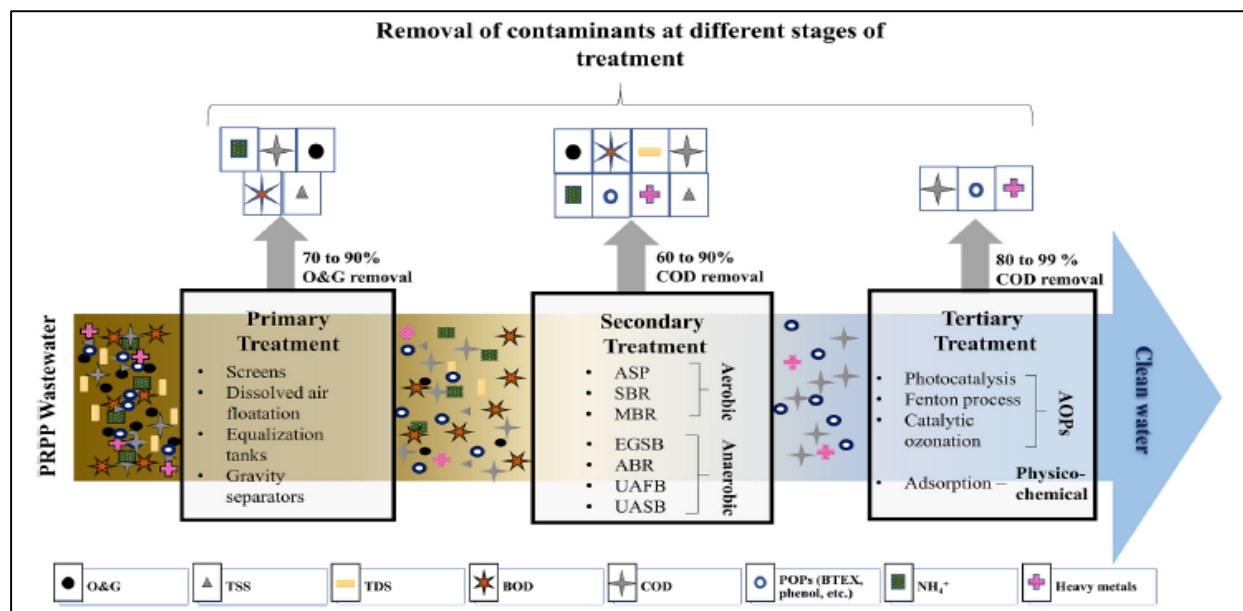 Removal of contaminants at different stages of
treatment
70 to 90%
O&G removal
60 to 90%
COD removal
80 to 99 %
COD removal
PRPP Wastewater
Primary
Treatment
• Screens
• Dissolved air
floatation
• Equalization
tanks
• Gravity
separators
Secondary
Treatment
• ASP
• SBR
• MBR
Aerobic
• EGSB
• ABR
• UAFB
• UASB
Anaerobic
Tertiary
Treatment
• Photocatalysis
• Fenton process
• Catalytic
ozonation
AOPs
• Adsorption – Physico-
chemical
Clean water
O&G
TSS
TDS
BOD
COD
POPs (BTEX,
phenol, etc.)
NH₄⁺
Heavy metals